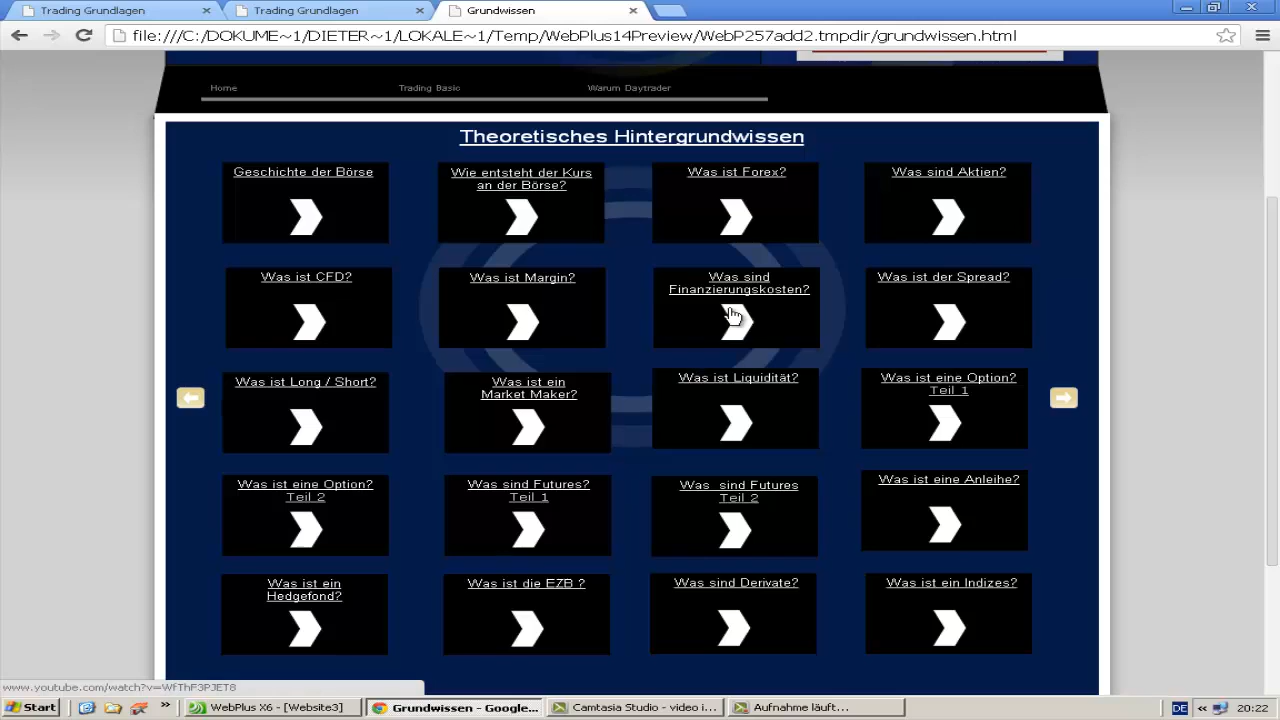 Trading Grundlagen
Trading Grundlagen
Grundwissen
file:///C:/DOKUME~1/DIETER~1/LOKALE~1/Temp/WebPlus14Preview/WebP257add2.tmpdir/grundwissen.html
Home
Trading Basic
Warum Daytrader
Theoretisches Hintergrundwissen
Geschichte der Börse
Wie entsteht der Kurs
an der Börse?
Was ist Forex?
Was sind Aktien?
Was ist CFD?
Was ist Margin?
Was sind
Finanzierungskosten?
Was ist der Spread?
Was ist Long / Short?
Was ist ein
Market Maker?
Was ist Liquidität?
Was ist eine Option?
Teil 1
Was ist eine Option?
Teil 2
Was sind Futures?
Teil 1
Was  sind Futures
Teil 2
Was ist eine Anleihe?
Was ist ein
Hedgefond?
Was ist die EZB ?
Was sind Derivate?
Was ist ein Indizes?
www.youtube.com/watch?v=WfThF3PJET8
Start
WebPlus X6 - [Website3]
Grundwissen - Google...
Camtasia Studio - video i...
Aufnahme läuft...
DE
20:22